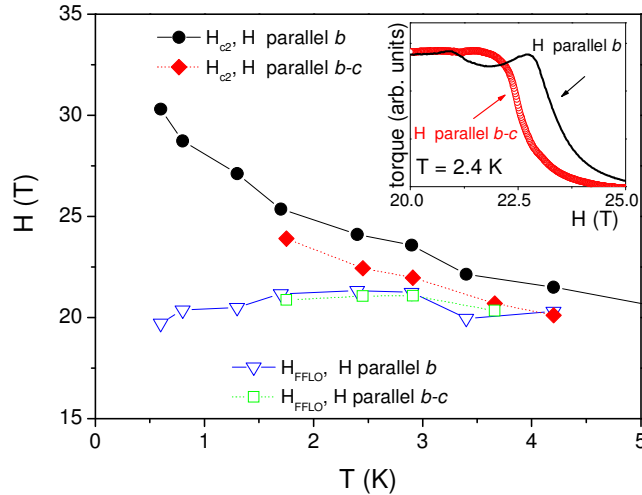 H_c2, H parallel b
H_c2, H parallel b-c
H parallel b
H parallel b-c
T = 2.4 K
torque (arb. units)
20.0 22.5 25.0
H (T)
35
30
25
20
15
H (T)
H_FFLO, H parallel b
H_FFLO, H parallel b-c
0 1 2 3 4 5
T (K)